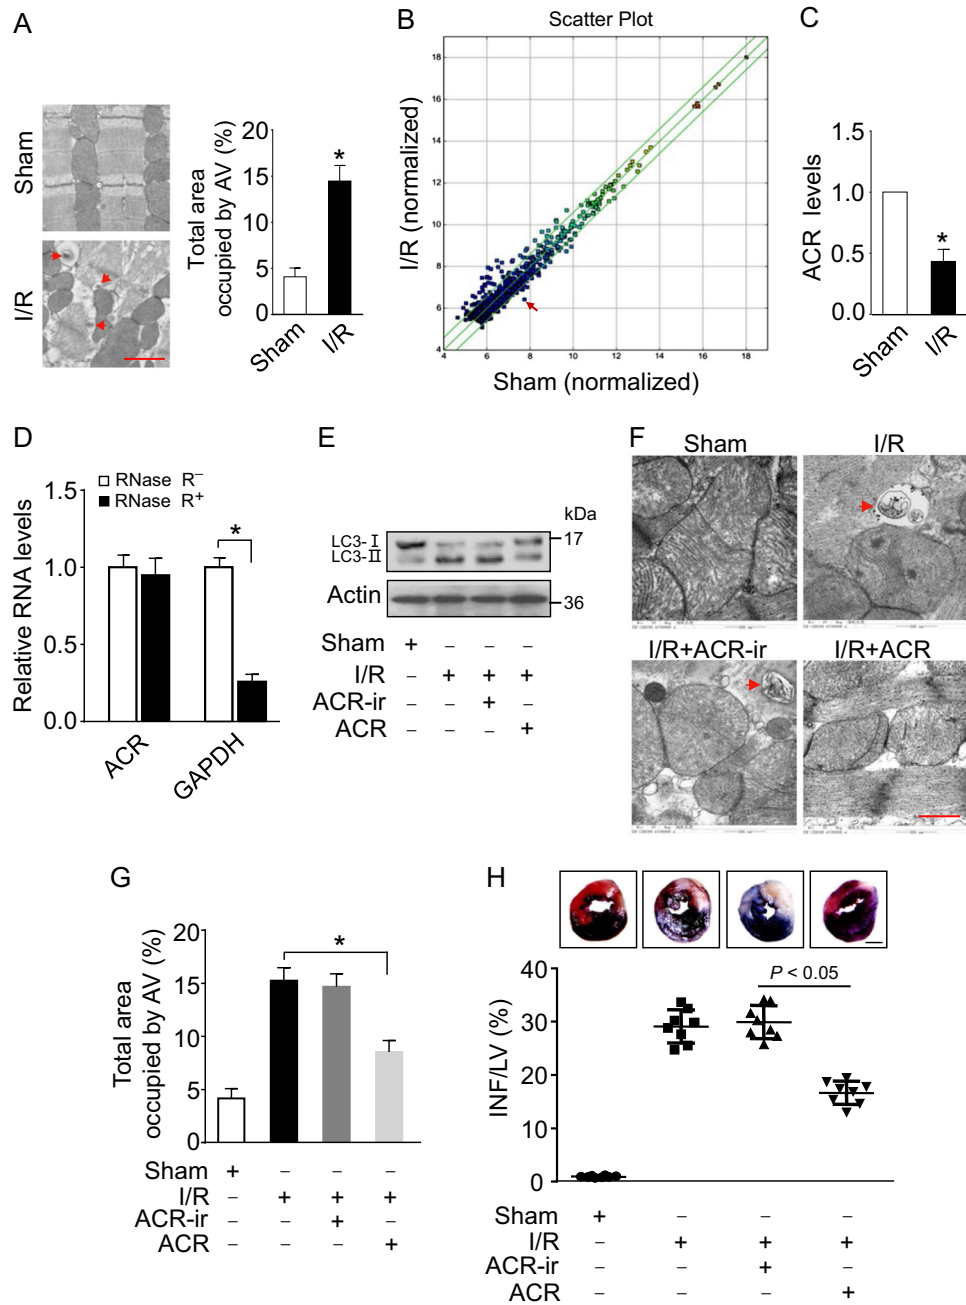 A
Sham
I/R
Total area
occupied by AV (%)
20
15
10
5
0
*
Sham
I/R
B
Scatter Plot
I/R (normalized)
18
16
14
12
10
8
6
4
4
6
8
10
12
14
16
18
Sham (normalized)
C
ACR levels
1.5
1.0
0.5
0
*
Sham
I/R
D
RNase R–
RNase R+
Relative RNA levels
1.5
1.0
0.5
0.0
*
ACR
GAPDH
E
kDa
LC3-I
LC3-II
17
Actin
36
Sham + – – –
I/R – + + +
ACR-ir – – + –
ACR – – – +
F
Sham
I/R
I/R+ACR-ir
I/R+ACR
G
Total area
occupied by AV (%)
20
15
10
5
0
*
Sham + – – –
I/R – + + +
ACR-ir – – + –
ACR – – – +
H
INF/LV (%)
40
30
20
10
0
P < 0.05
Sham + – – –
I/R – + + +
ACR-ir – – + –
ACR – – – +